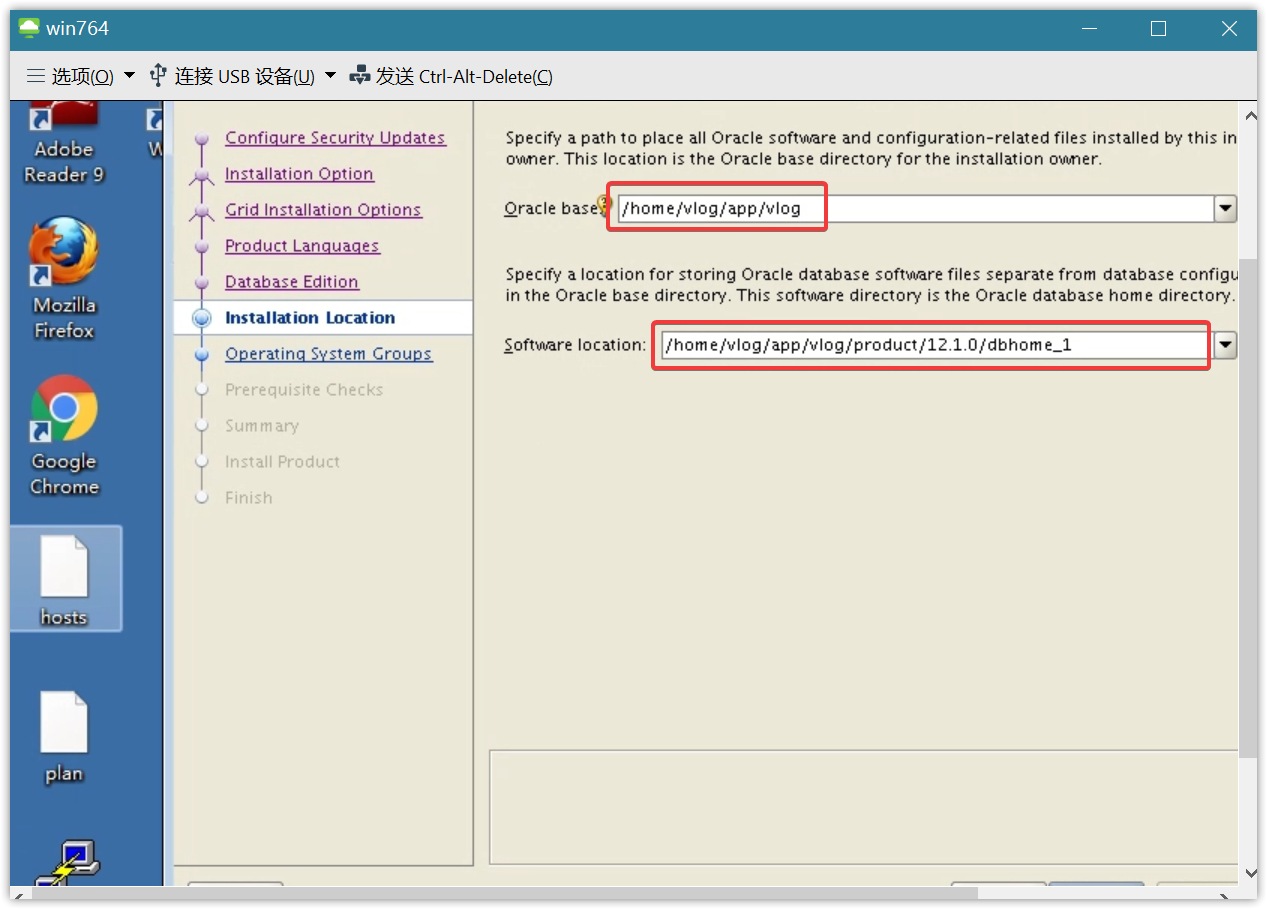 win764
选项(O) 连接 USB 设备(U) 发送 Ctrl-Alt-Delete(C)
Adobe
Reader 9
W
Mozilla
Firefox
Google
Chrome
hosts
plan
Configure Security Updates
Installation Option
Grid Installation Options
Product Languages
Database Edition
Installation Location
Operating System Groups
Prerequisite Checks
Summary
Install Product
Finish
Specify a path to place all Oracle software and configuration-related files installed by this in
owner. This location is the Oracle base directory for the installation owner.
Oracle base: /home/vlog/app/vlog
Specify a location for storing Oracle database software files separate from database configu
in the Oracle base directory. This software directory is the Oracle database home directory.
Software location: /home/vlog/app/vlog/product/12.1.0/dbhome_1